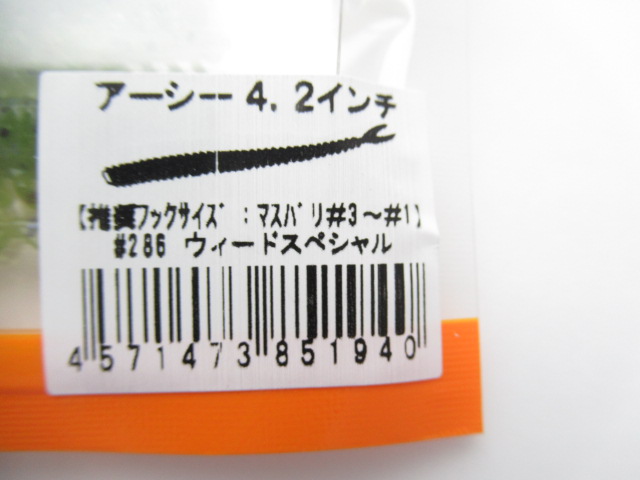 アーシー 4. 2インチ
【推奨フックサイズﾞ：マスバリ#3～#1】
#286 ウィードスペシャル
4571473851940